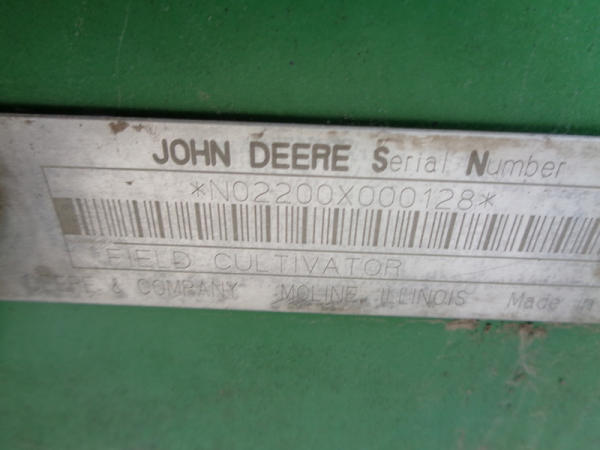 JOHN DEERE Serial Number
*N02200X000128*
FIELD CULTIVATOR
DEERE & COMPANY MOLINE, ILLINOIS Made in